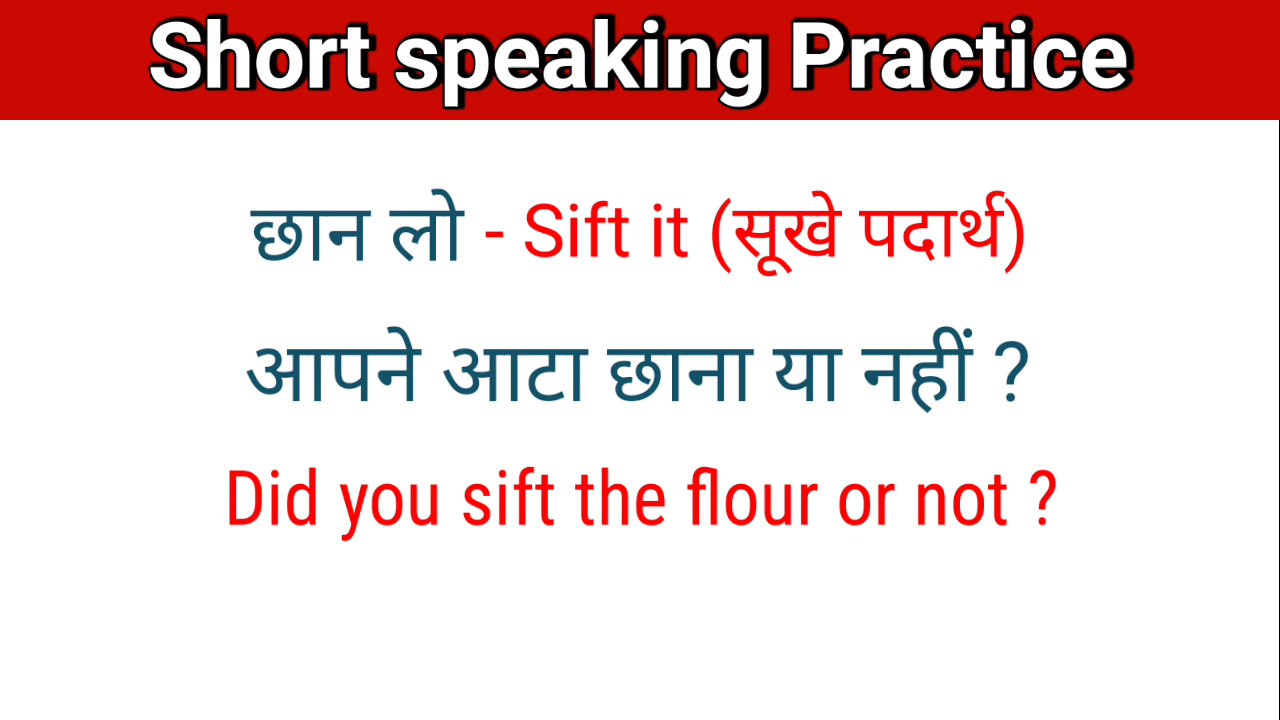 Short speaking Practice
छान लो - Sift it (सूखे पदार्थ)
आपने आटा छाना या नहीं ?
Did you sift the flour or not ?